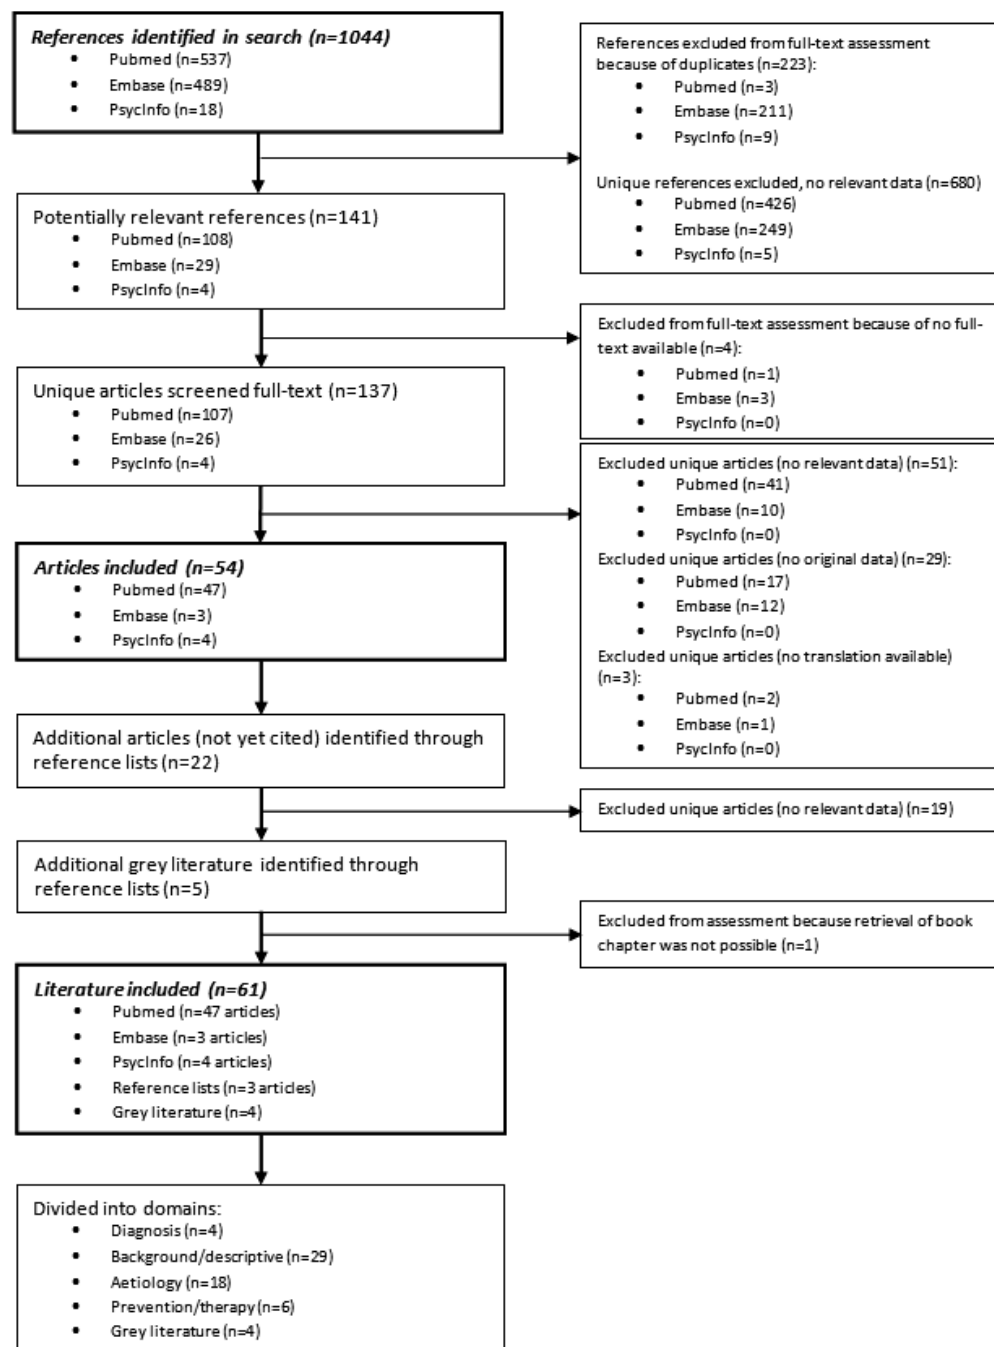 References identified in search (n=1044)
• Pubmed (n=537)
• Embase (n=489)
• PsycInfo (n=18)
References excluded from full-text assessment
because of duplicates (n=223):
• Pubmed (n=3)
• Embase (n=211)
• PsycInfo (n=9)
Unique references excluded, no relevant data (n=680)
• Pubmed (n=426)
• Embase (n=249)
• PsycInfo (n=5)
Potentially relevant references (n=141)
• Pubmed (n=108)
• Embase (n=29)
• PsycInfo (n=4)
Excluded from full-text assessment because of no full-
text available (n=4):
• Pubmed (n=1)
• Embase (n=3)
• PsycInfo (n=0)
Unique articles screened full-text (n=137)
• Pubmed (n=107)
• Embase (n=26)
• PsycInfo (n=4)
Excluded unique articles (no relevant data) (n=51):
• Pubmed (n=41)
• Embase (n=10)
• PsycInfo (n=0)
Excluded unique articles (no original data) (n=29):
• Pubmed (n=17)
• Embase (n=12)
• PsycInfo (n=0)
Excluded unique articles (no translation available)
(n=3):
• Pubmed (n=2)
• Embase (n=1)
• PsycInfo (n=0)
Articles included (n=54)
• Pubmed (n=47)
• Embase (n=3)
• PsycInfo (n=4)
Additional articles (not yet cited) identified through
reference lists (n=22)
Excluded unique articles (no relevant data) (n=19)
Additional grey literature identified through
reference lists (n=5)
Excluded from assessment because retrieval of book
chapter was not possible (n=1)
Literature included (n=61)
• Pubmed (n=47 articles)
• Embase (n=3 articles)
• PsycInfo (n=4 articles)
• Reference lists (n=3 articles)
• Grey literature (n=4)
Divided into domains:
• Diagnosis (n=4)
• Background/descriptive (n=29)
• Aetiology (n=18)
• Prevention/therapy (n=6)
• Grey literature (n=4)